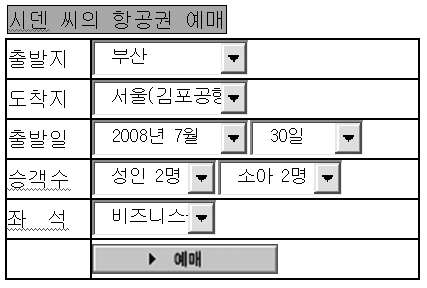 시덴 씨의 항공권 예매
출발지 부산
도착지 서울(김포공항
출발일 2008년 7월 30일
승객수 성인 2명 소아 2명
좌 석 비즈니스
예매